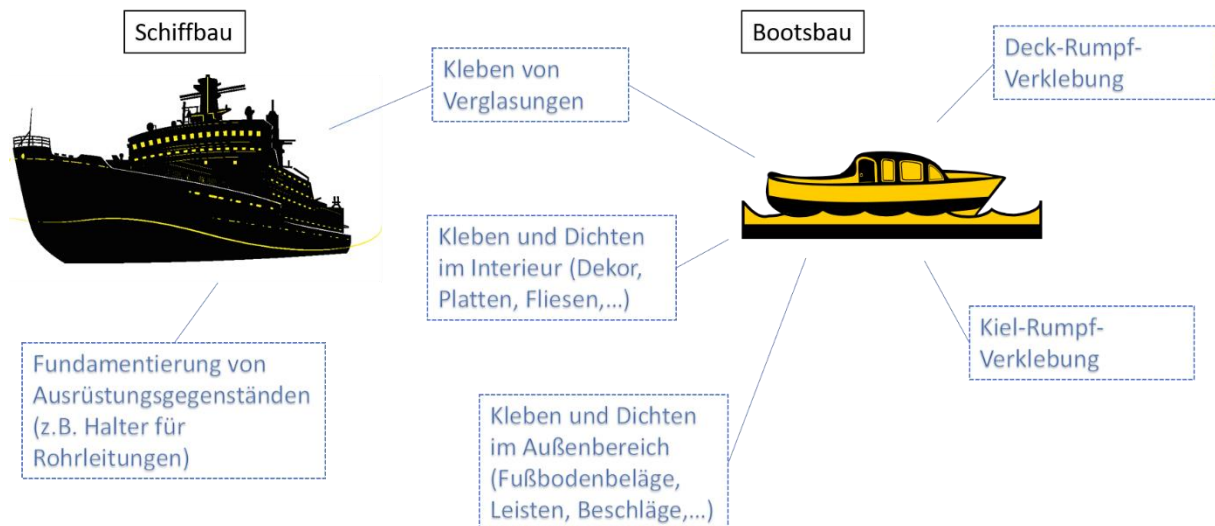 Schiffbau
Bootsbau
Kleben von
Verglasungen
Deck-Rumpf-
Verklebung
Kleben und Dichten
im Interieur (Dekor,
Platten, Fliesen,...)
Kiel-Rumpf-
Verklebung
Fundamentierung von
Ausrüstungsgegenständen
(z.B. Halter für
Rohrleitungen)
Kleben und Dichten
im Außenbereich
(Fußbodenbeläge,
Leisten, Beschläge,...)